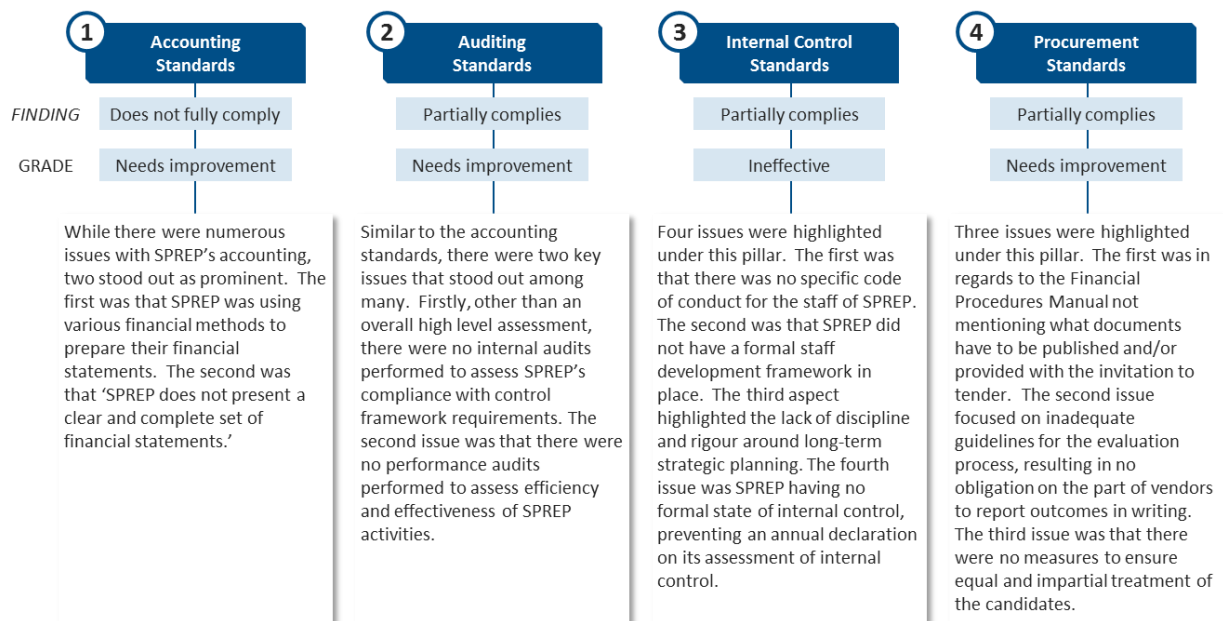 1
Accounting
Standards
2
Auditing
Standards
3
Internal Control
Standards
4
Procurement
Standards
FINDING
Does not fully comply
Partially complies
Partially complies
Partially complies
GRADE
Needs improvement
Needs improvement
Ineffective
Needs improvement
While there were numerous
issues with SPREP’s accounting,
two stood out as prominent.  The
first was that SPREP was using
various financial methods to
prepare their financial
statements.  The second was
that ‘SPREP does not present a
clear and complete set of
financial statements.’
Similar to the accounting
standards, there were two key
issues that stood out among
many.  Firstly, other than an
overall high level assessment,
there were no internal audits
performed to assess SPREP’s
compliance with control
framework requirements. The
second issue was that there were
no performance audits
performed to assess efficiency
and effectiveness of SPREP
activities.
Four issues were highlighted
under this pillar.  The first was
that there was no specific code
of conduct for the staff of SPREP.
The second was that SPREP did
not have a formal staff
development framework in
place.  The third aspect
highlighted the lack of discipline
and rigour around long-term
strategic planning. The fourth
issue was SPREP having no
formal state of internal control,
preventing an annual declaration
on its assessment of internal
control.
Three issues were highlighted
under this pillar.  The first was in
regards to the Financial
Procedures Manual not
mentioning what documents
have to be published and/or
provided with the invitation to
tender.  The second issue
focused on inadequate
guidelines for the evaluation
process, resulting in no
obligation on the part of vendors
to report outcomes in writing.
The third issue was that there
were no measures to ensure
equal and impartial treatment of
the candidates.